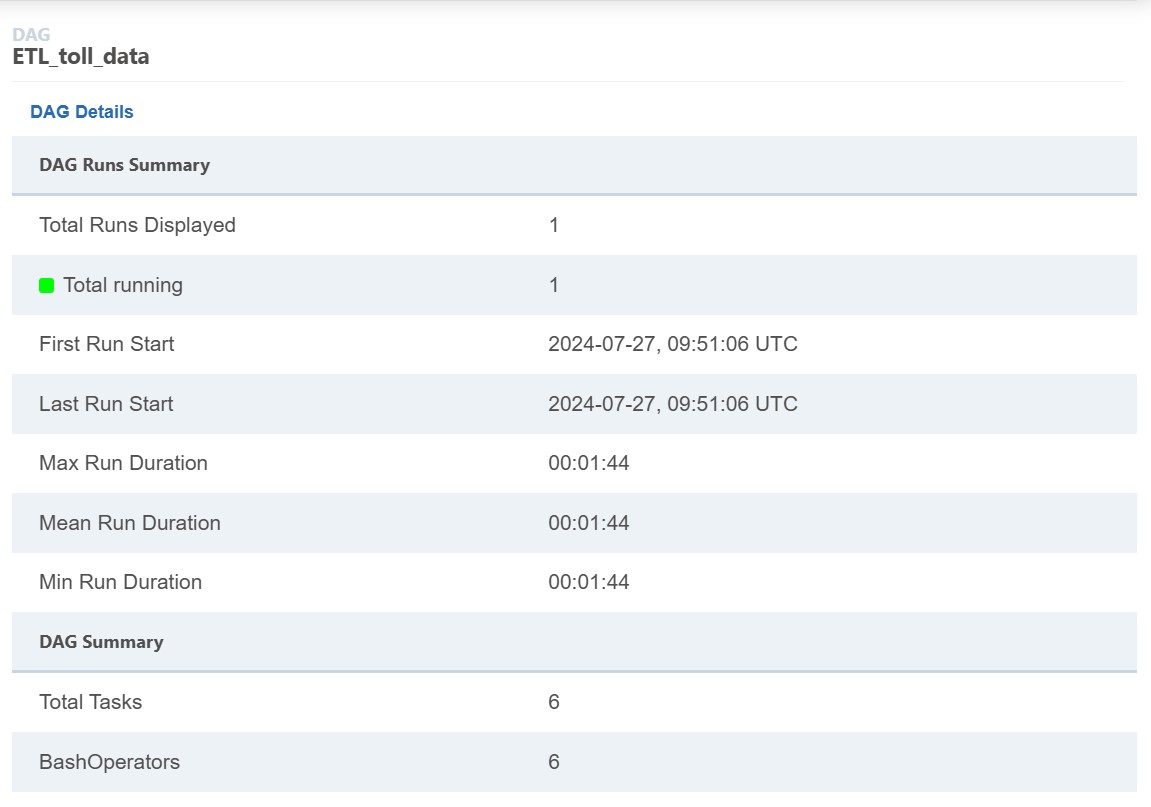 DAG
ETL_toll_data
DAG Details
DAG Runs Summary
Total Runs Displayed 1
Total running 1
First Run Start 2024-07-27, 09:51:06 UTC
Last Run Start 2024-07-27, 09:51:06 UTC
Max Run Duration 00:01:44
Mean Run Duration 00:01:44
Min Run Duration 00:01:44
DAG Summary
Total Tasks 6
BashOperators 6